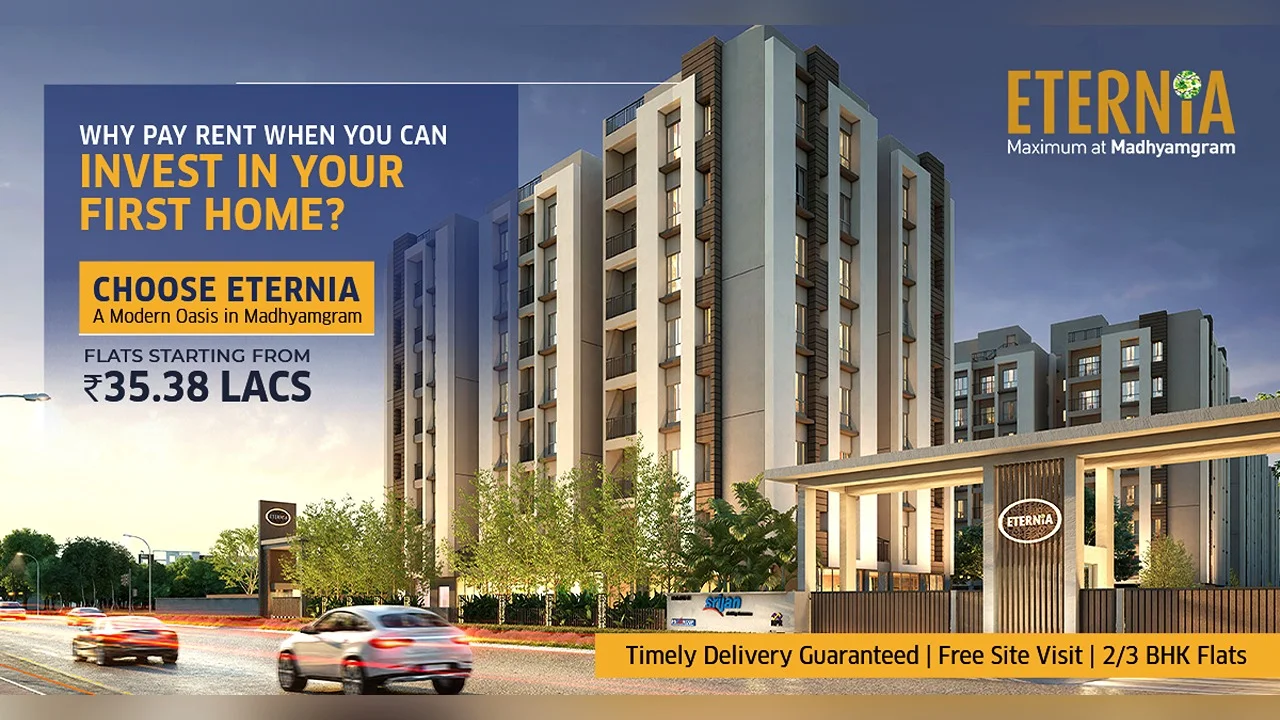 WHY PAY RENT WHEN YOU CAN
INVEST IN YOUR
FIRST HOME?
CHOOSE ETERNIA
A Modern Oasis in Madhyamgram
FLATS STARTING FROM
₹35.38 LACS
ETERNIA
Maximum at Madhyamgram
ETERNIA
ETERNIA
srijan
Timely Delivery Guaranteed | Free Site Visit | 2/3 BHK Flats